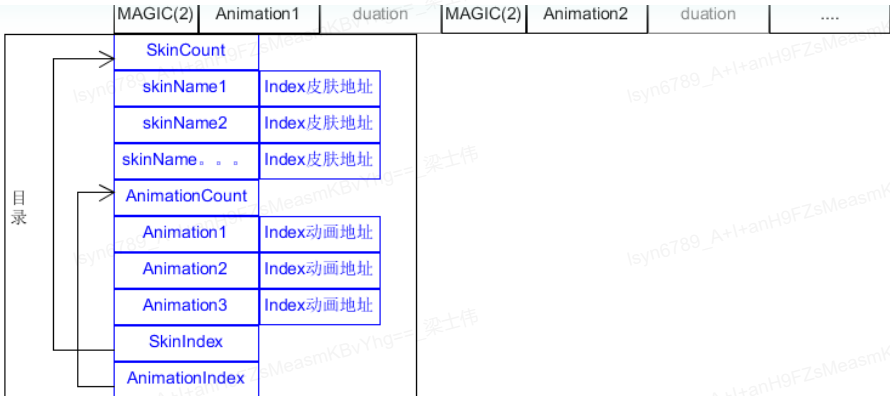 MAGIC(2) Animation1 duation MAGIC(2) Animation2 duation ....
SkinCount
skinName1 Index皮肤地址
skinName2 Index皮肤地址
skinName。。。 Index皮肤地址
AnimationCount
目录
Animation1 Index动画地址
Animation2 Index动画地址
Animation3 Index动画地址
SkinIndex
AnimationIndex